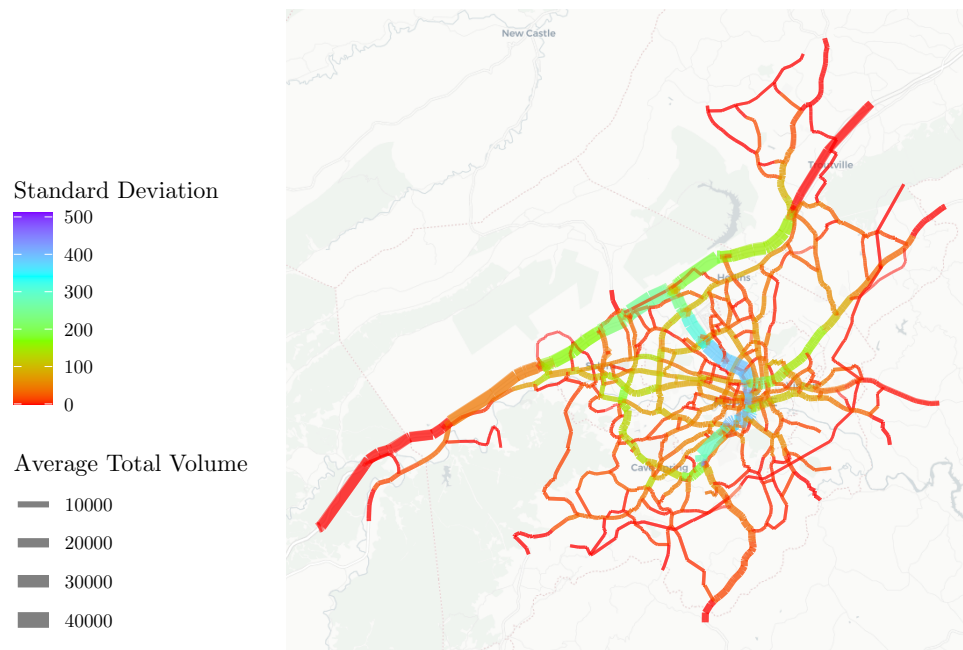 New Castle
Troutville
Standard Deviation
500
400
300
200
100
0
Hollins
Cave Spring
Average Total Volume
10000
20000
30000
40000